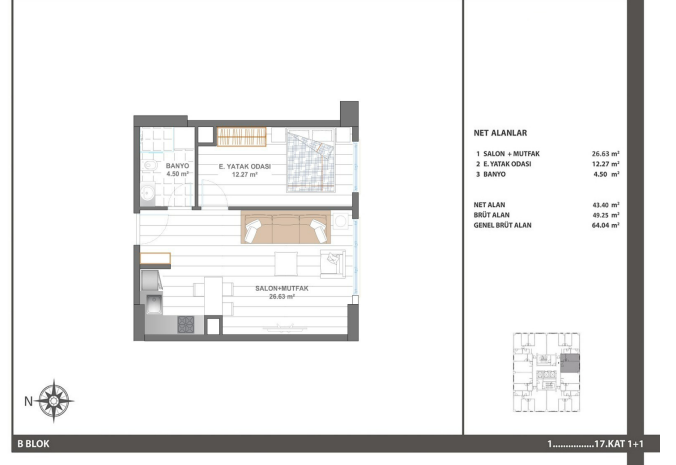 BANYO
4.50 m²
E. YATAK ODASI
12.27 m²
SALON+MUTFAK
26.63 m²
NET ALANLAR
1 SALON + MUTFAK 26.63 m²
2 E. YATAK ODASI 12.27 m²
3 BANYO 4.50 m²
NET ALAN 43.40 m²
BRÜT ALAN 49.25 m²
GENEL BRÜT ALAN 64.04 m²
N
B BLOK
1................17.KAT 1+1